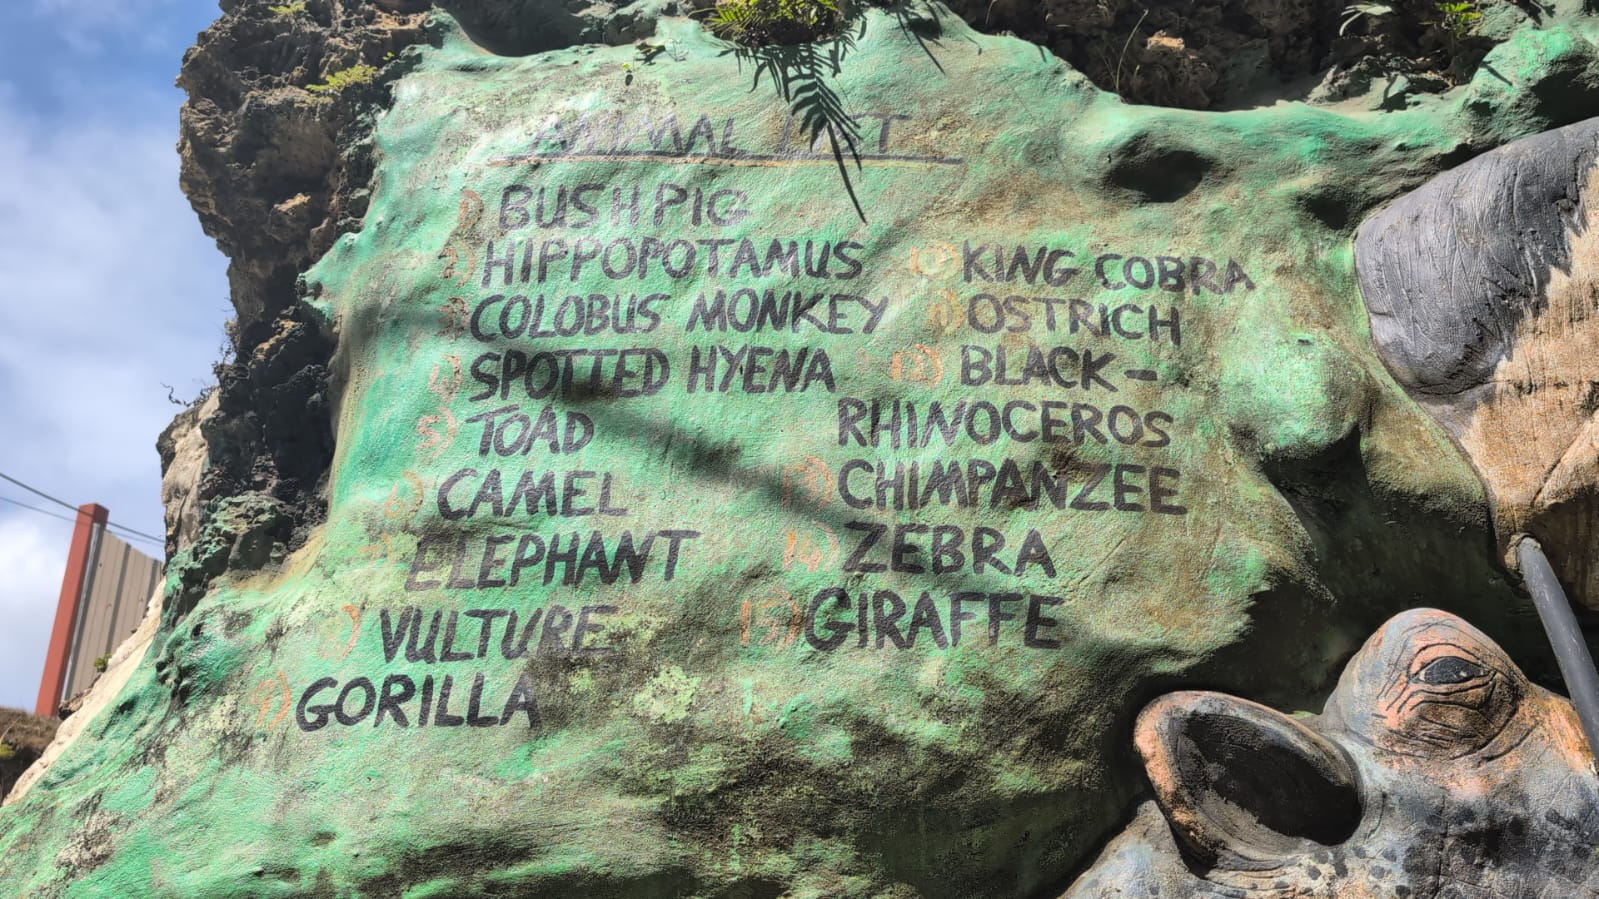 ANIMAL LIST
1) BUSH PIG
2) HIPPOPOTAMUS
3) COLOBUS MONKEY
4) SPOTTED HYENA
5) TOAD
6) CAMEL
7) ELEPHANT
8) VULTURE
9) GORILLA
10) KING COBRA
11) OSTRICH
12) BLACK-
RHINOCEROS
13) CHIMPANZEE
14) ZEBRA
15) GIRAFFE